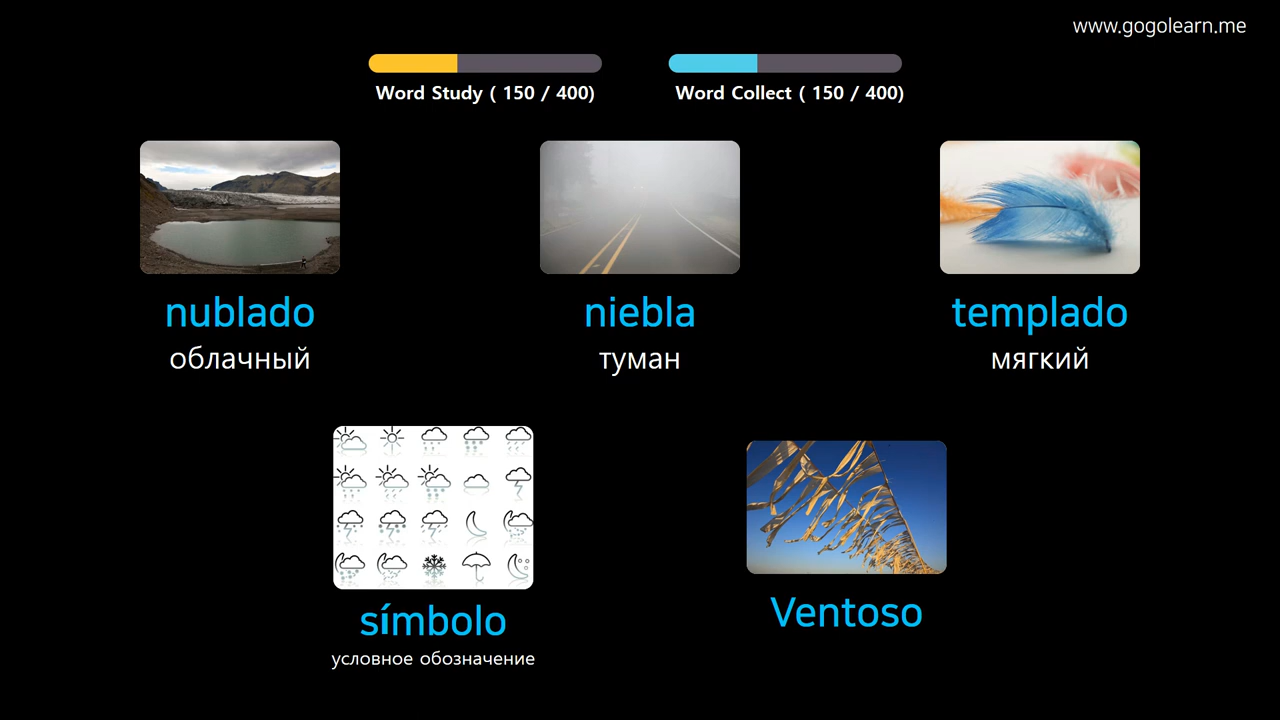 www.gogolearn.me
Word Study ( 150 / 400)
Word Collect ( 150 / 400)
nublado
облачный
niebla
туман
templado
мягкий
símbolo
условное обозначение
Ventoso